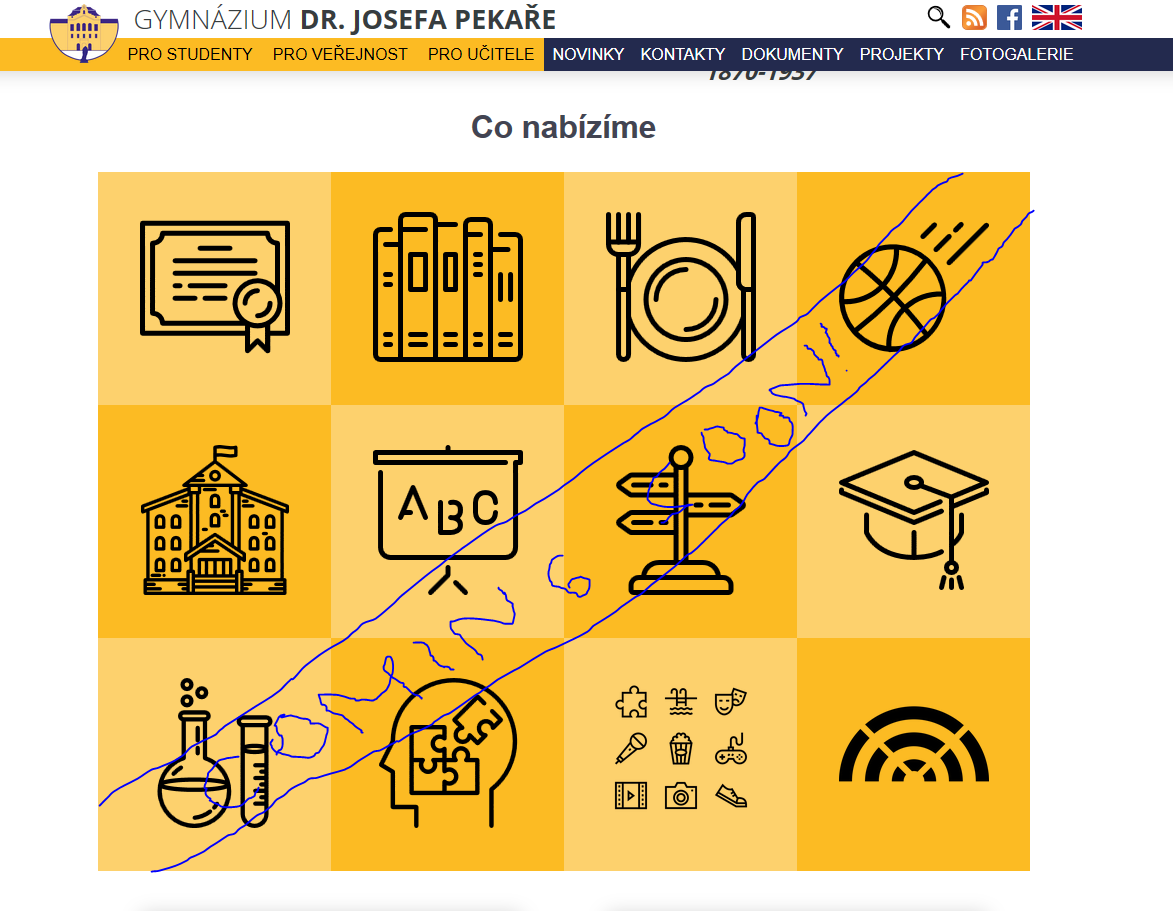 GYMNÁZIUM DR. JOSEFA PEKAŘE
PRO STUDENTY PRO VEŘEJNOST PRO UČITELE NOVINKY KONTAKTY DOKUMENTY PROJEKTY FOTOGALERIE
1870-1937
Co nabízíme
ABC